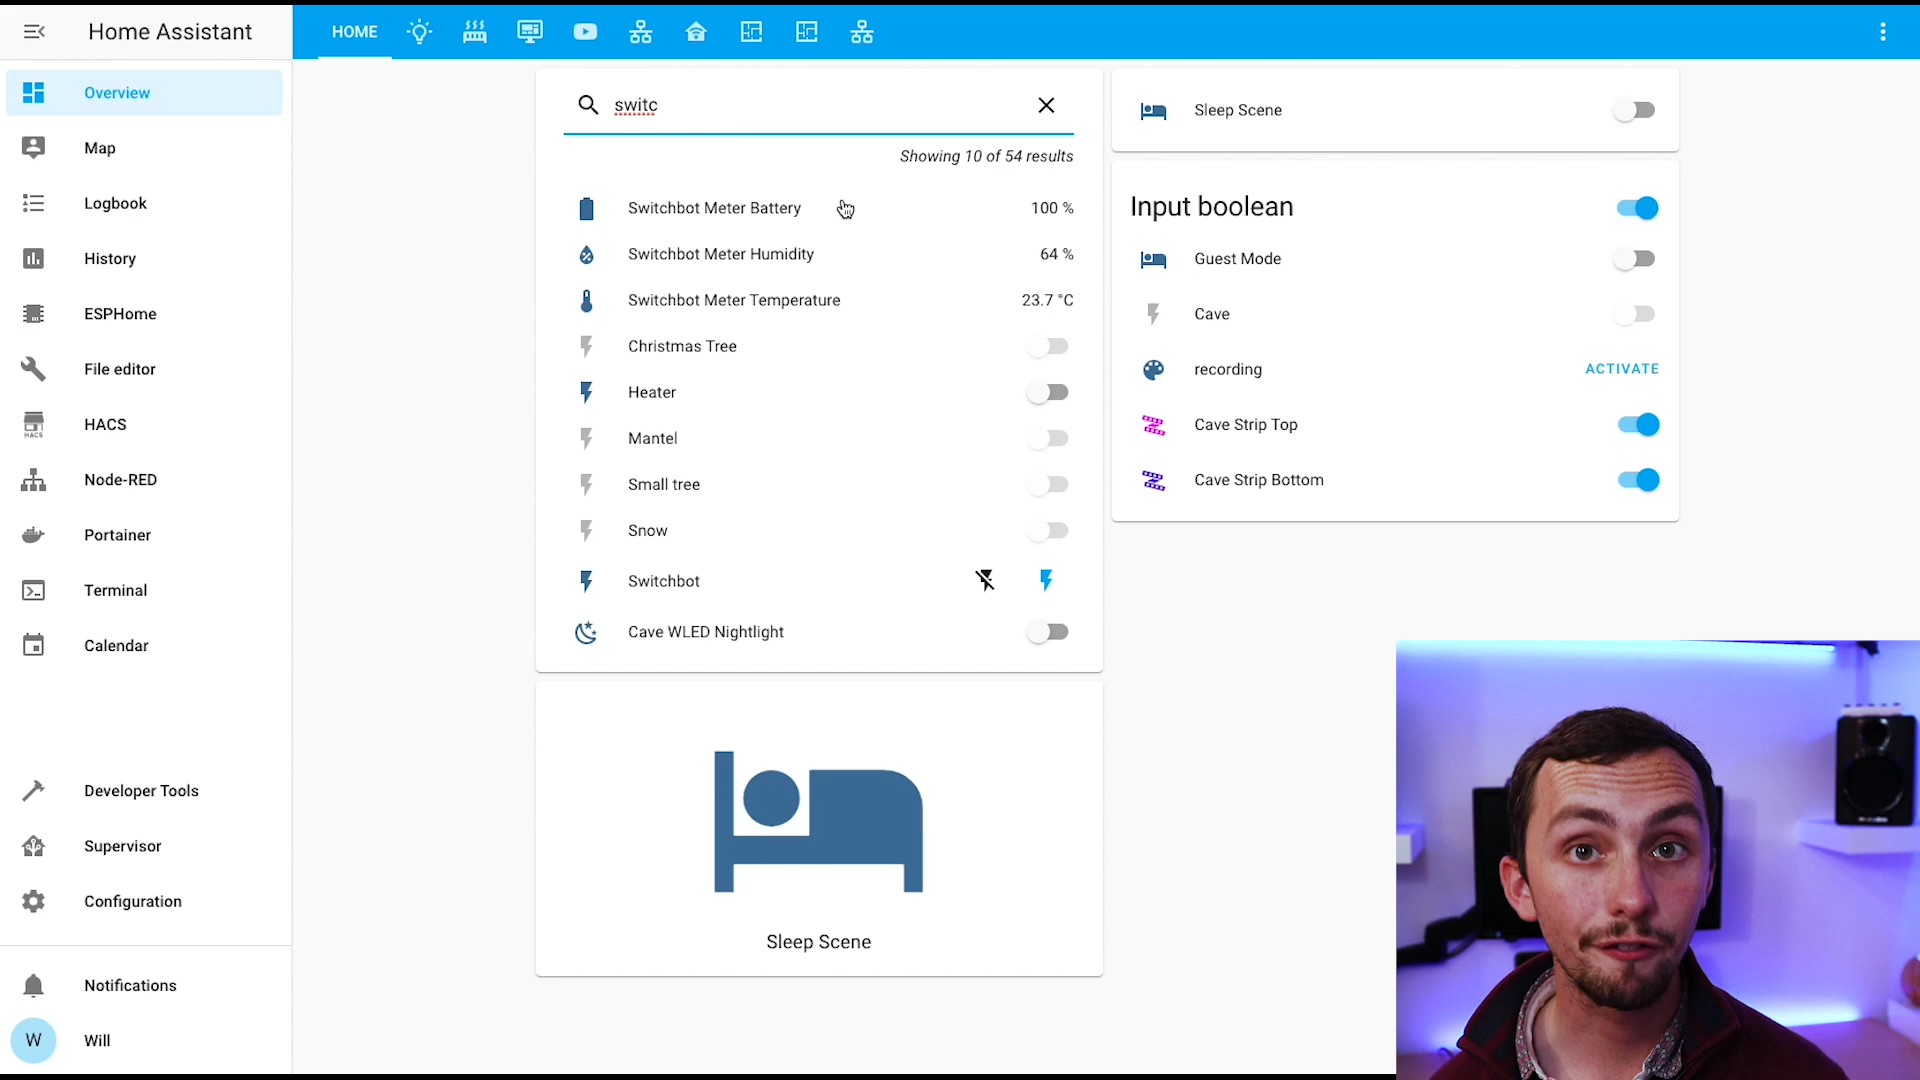 Home Assistant
HOME
Overview
Map
Logbook
History
ESPHome
File editor
HACS
HACS
Node-RED
Portainer
Terminal
Calendar
Developer Tools
Supervisor
Configuration
Notifications
W
Will
switc
Showing 10 of 54 results
Switchbot Meter Battery 100 %
Switchbot Meter Humidity 64 %
Switchbot Meter Temperature 23.7 °C
Christmas Tree
Heater
Mantel
Small tree
Snow
Switchbot
Cave WLED Nightlight
Sleep Scene
Sleep Scene
Input boolean
Guest Mode
Cave
recording ACTIVATE
Cave Strip Top
Cave Strip Bottom